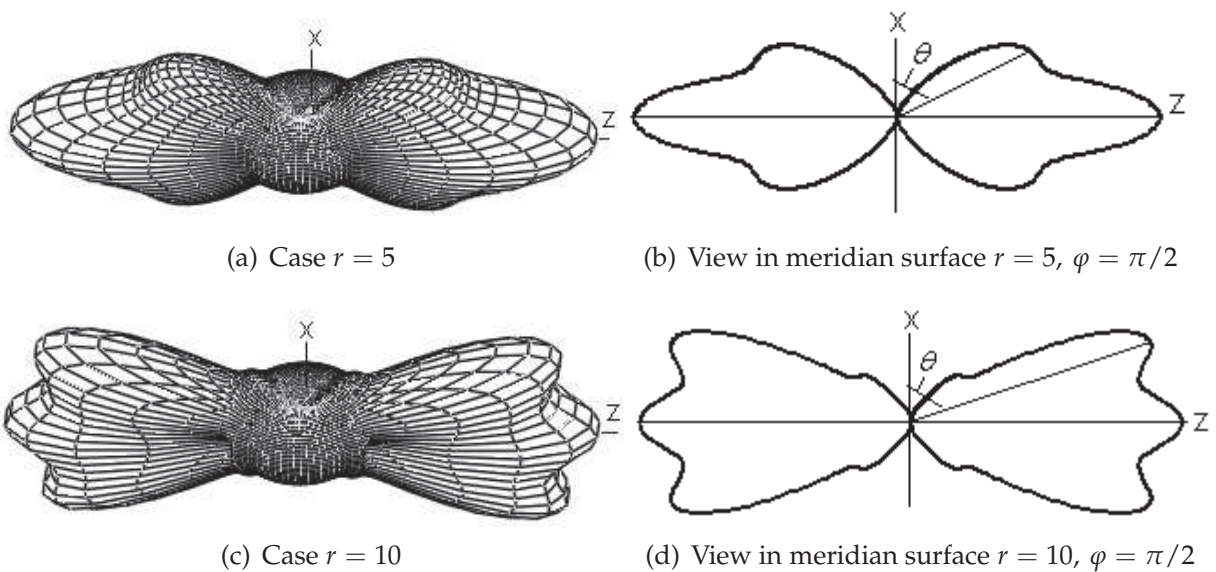 X
Z
X
θ
Z
(a) Case r = 5
(b) View in meridian surface r = 5, φ = π/2
X
Z
X
θ
Z
(c) Case r = 10
(d) View in meridian surface r = 10, φ = π/2